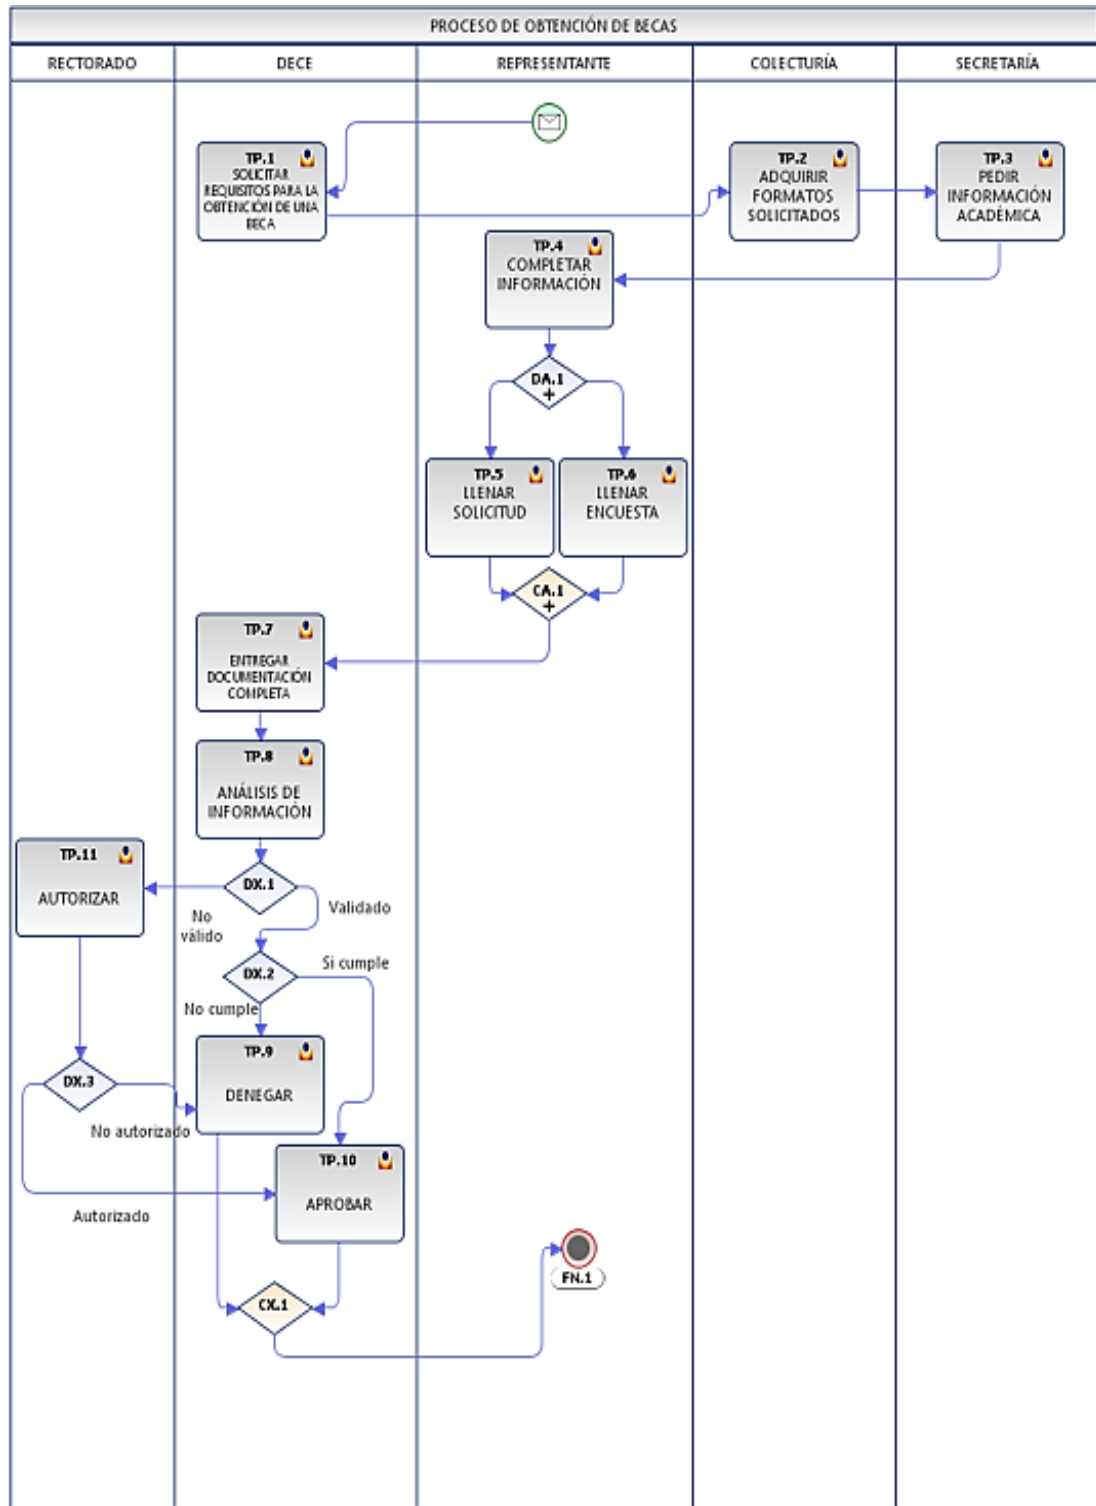 PROCESO DE OBTENCIÓN DE BECAS
RECTORADO
DECE
REPRESENTANTE
COLECTURÍA
SECRETARÍA
TP.1
SOLICITAR
REQUISITOS PARA LA
OBTENCIÓN DE UNA
BECA
TP.2
ADQUIRIR
FORMATOS
SOLICITADOS
TP.3
PEDIR
INFORMACIÓN
ACADÉMICA
TP.4
COMPLETAR
INFORMACIÓN
DA.1
TP.5
LLENAR
SOLICITUD
TP.6
LLENAR
ENCUESTA
CA.1
TP.7
ENTREGAR
DOCUMENTACIÓN
COMPLETA
TP.8
ANÁLISIS DE
INFORMACIÓN
TP.11
AUTORIZAR
DX.1
No
válido
Validado
DX.2
Si cumple
No cumple
TP.9
DENEGAR
DX.3
No autorizado
TP.10
APROBAR
Autorizado
CX.1
FN.1